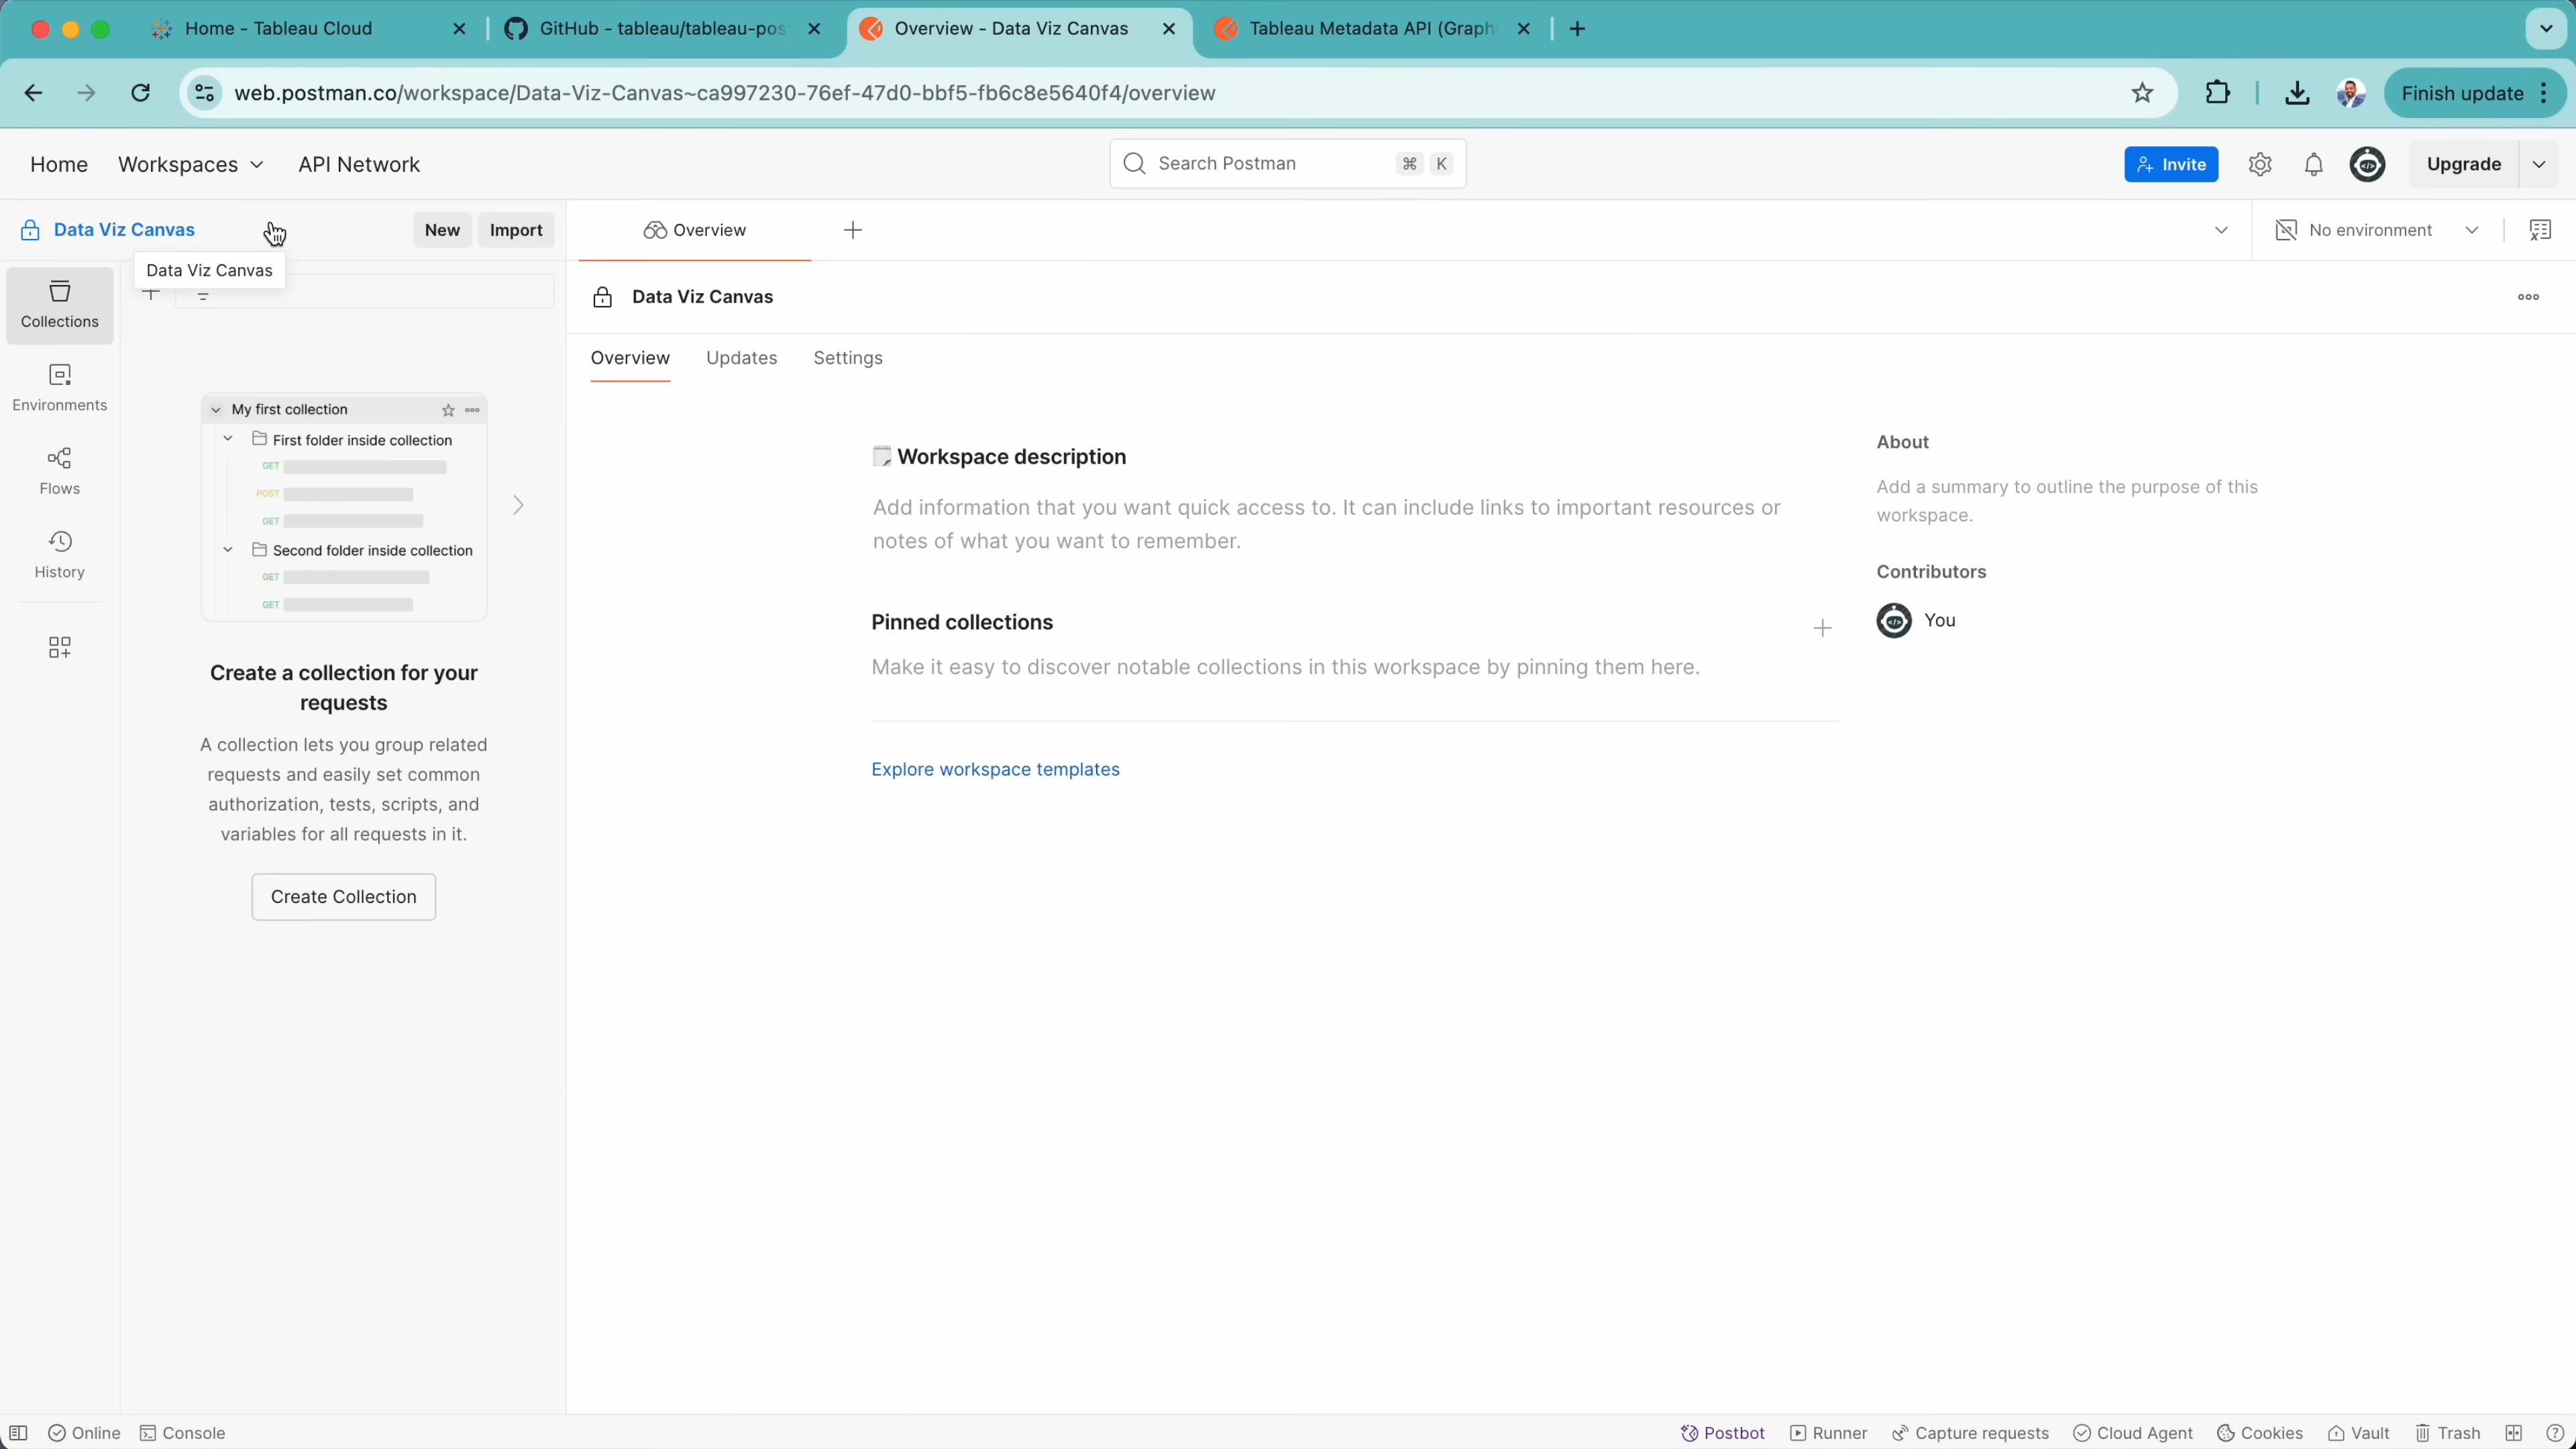 Home - Tableau Cloud
GitHub - tableau/tableau-pos
Overview - Data Viz Canvas
Tableau Metadata API (Graph
web.postman.co/workspace/Data-Viz-Canvas~ca997230-76ef-47d0-bbf5-fb6c8e5640f4/overview
Finish update
Home
Workspaces
API Network
Search Postman
⌘ K
Invite
Upgrade
Data Viz Canvas
New
Import
Overview
No environment
Data Viz Canvas
Data Viz Canvas
Collections
Environments
Flows
History
My first collection
First folder inside collection
GET
POST
GET
Second folder inside collection
GET
GET
Create a collection for your
requests
A collection lets you group related
requests and easily set common
authorization, tests, scripts, and
variables for all requests in it.
Create Collection
Overview
Updates
Settings
Workspace description
Add information that you want quick access to. It can include links to important resources or
notes of what you want to remember.
Pinned collections
Make it easy to discover notable collections in this workspace by pinning them here.
Explore workspace templates
About
Add a summary to outline the purpose of this
workspace.
Contributors
You
Online
Console
Postbot
Runner
Capture requests
Cloud Agent
Cookies
Vault
Trash